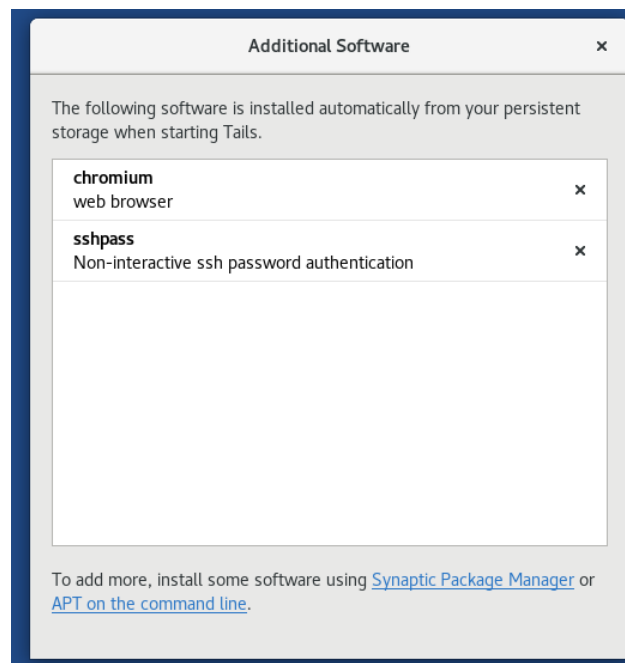 Additional Software
The following software is installed automatically from your persistent
storage when starting Tails.
chromium
web browser
sshpass
Non-interactive ssh password authentication
To add more, install some software using Synaptic Package Manager or
APT on the command line.